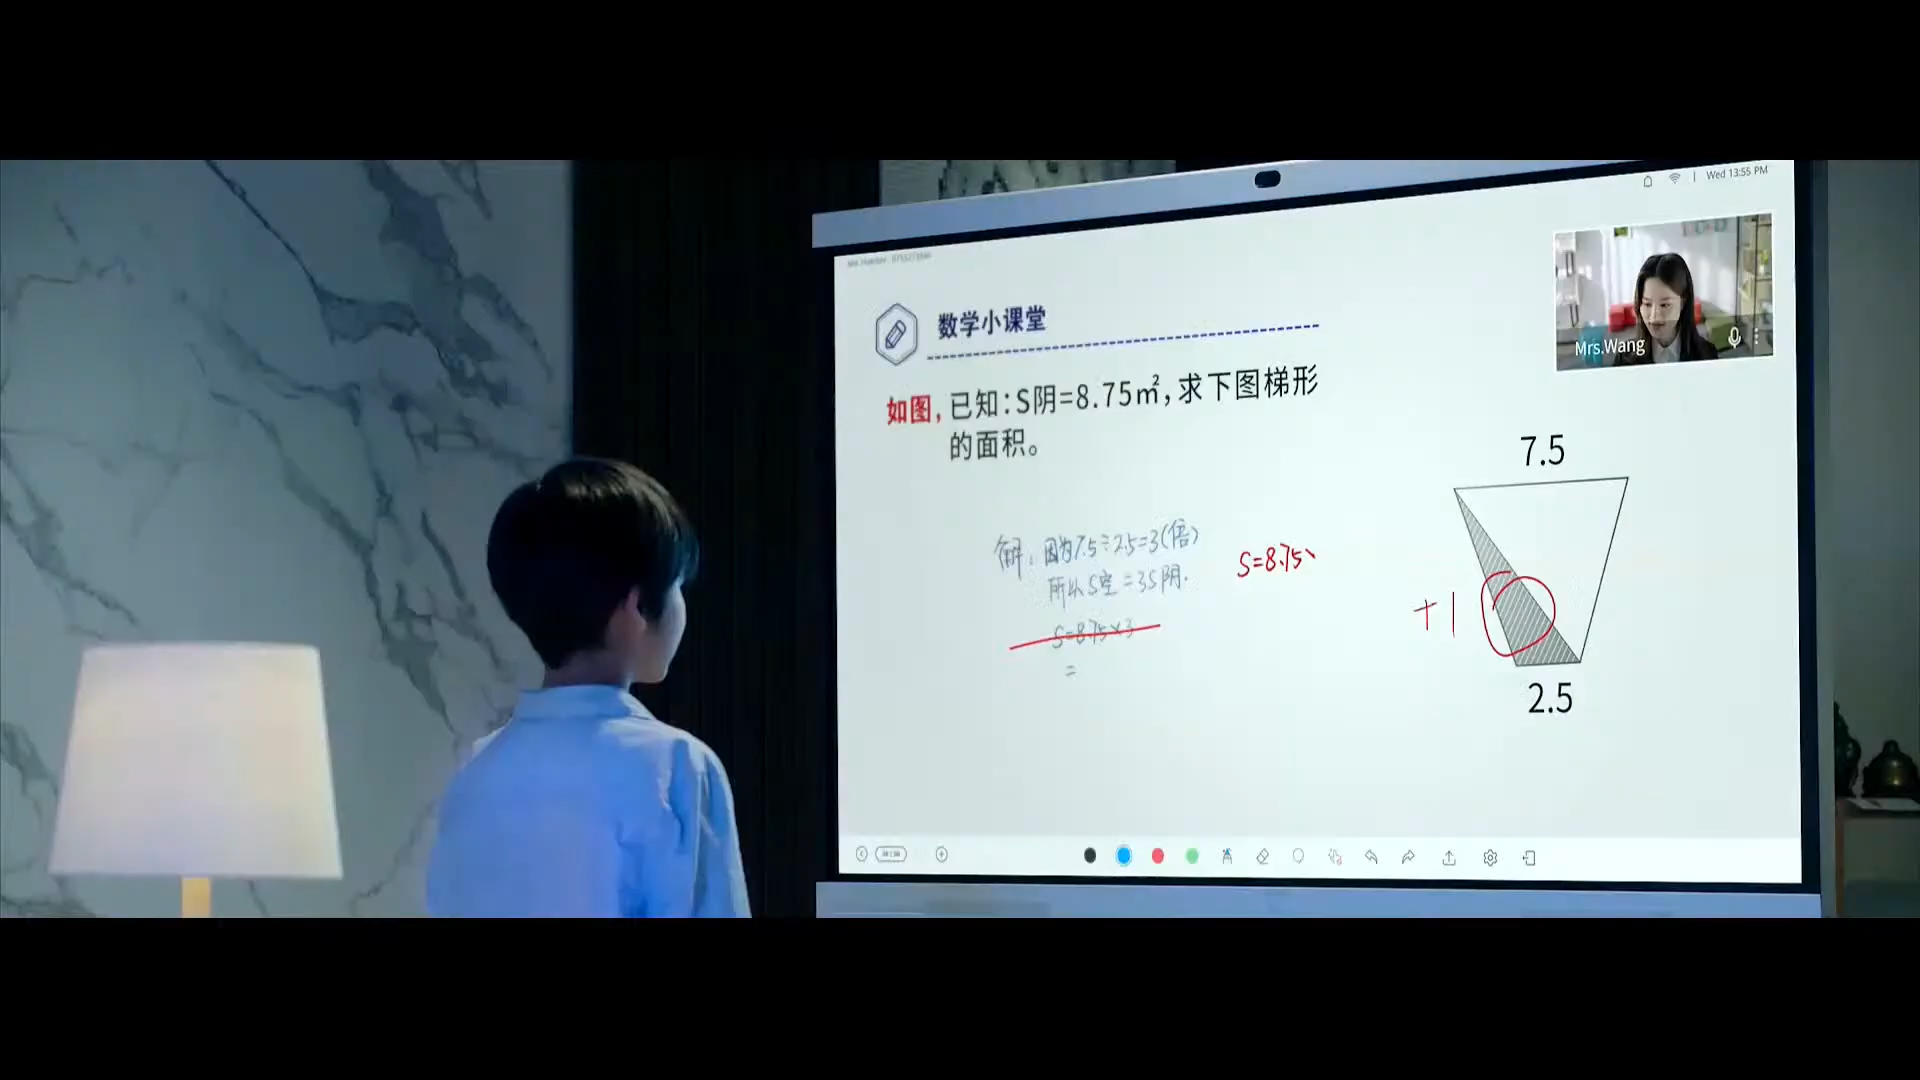 Wed 13:55 PM
数学小课堂
Mrs.Wang
如图,已知:S阴=8.75㎡,求下图梯形
的面积。
7.5
解:因为7.5÷2.5=3(倍)
所以S空=3S阴.
S=8.75×3
=
S=8.75
+1
2.5